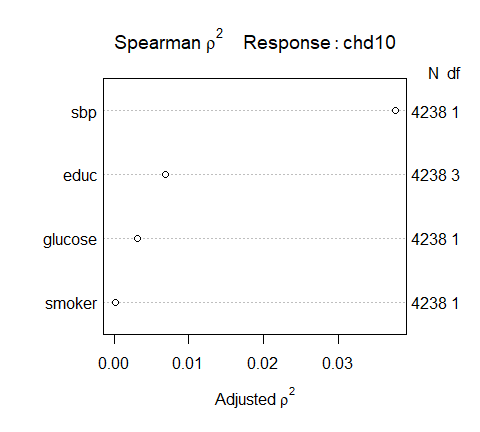 Spearman ρ² Response : chd10
N df
sbp 4238 1
educ 4238 3
glucose 4238 1
smoker 4238 1
0.00 0.01 0.02 0.03
Adjusted ρ²